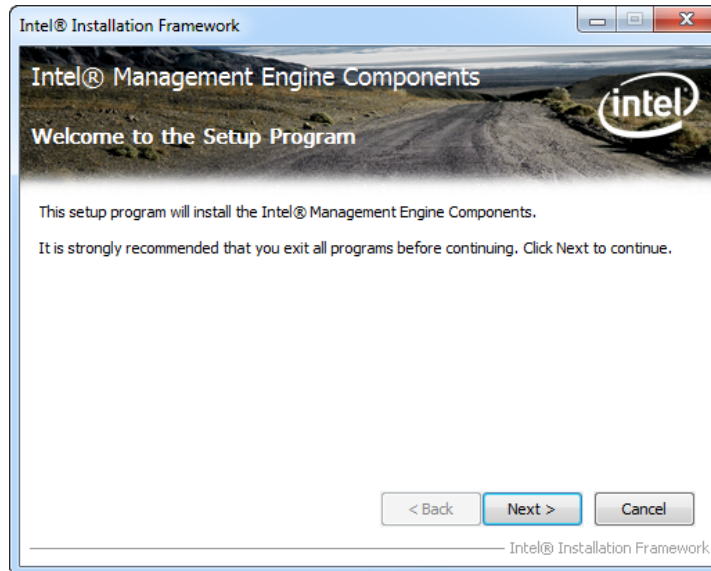 Intel® Installation Framework
Intel® Management Engine Components
intel
Welcome to the Setup Program
This setup program will install the Intel® Management Engine Components.
It is strongly recommended that you exit all programs before continuing. Click Next to continue.
< Back Next > Cancel
Intel® Installation Framework